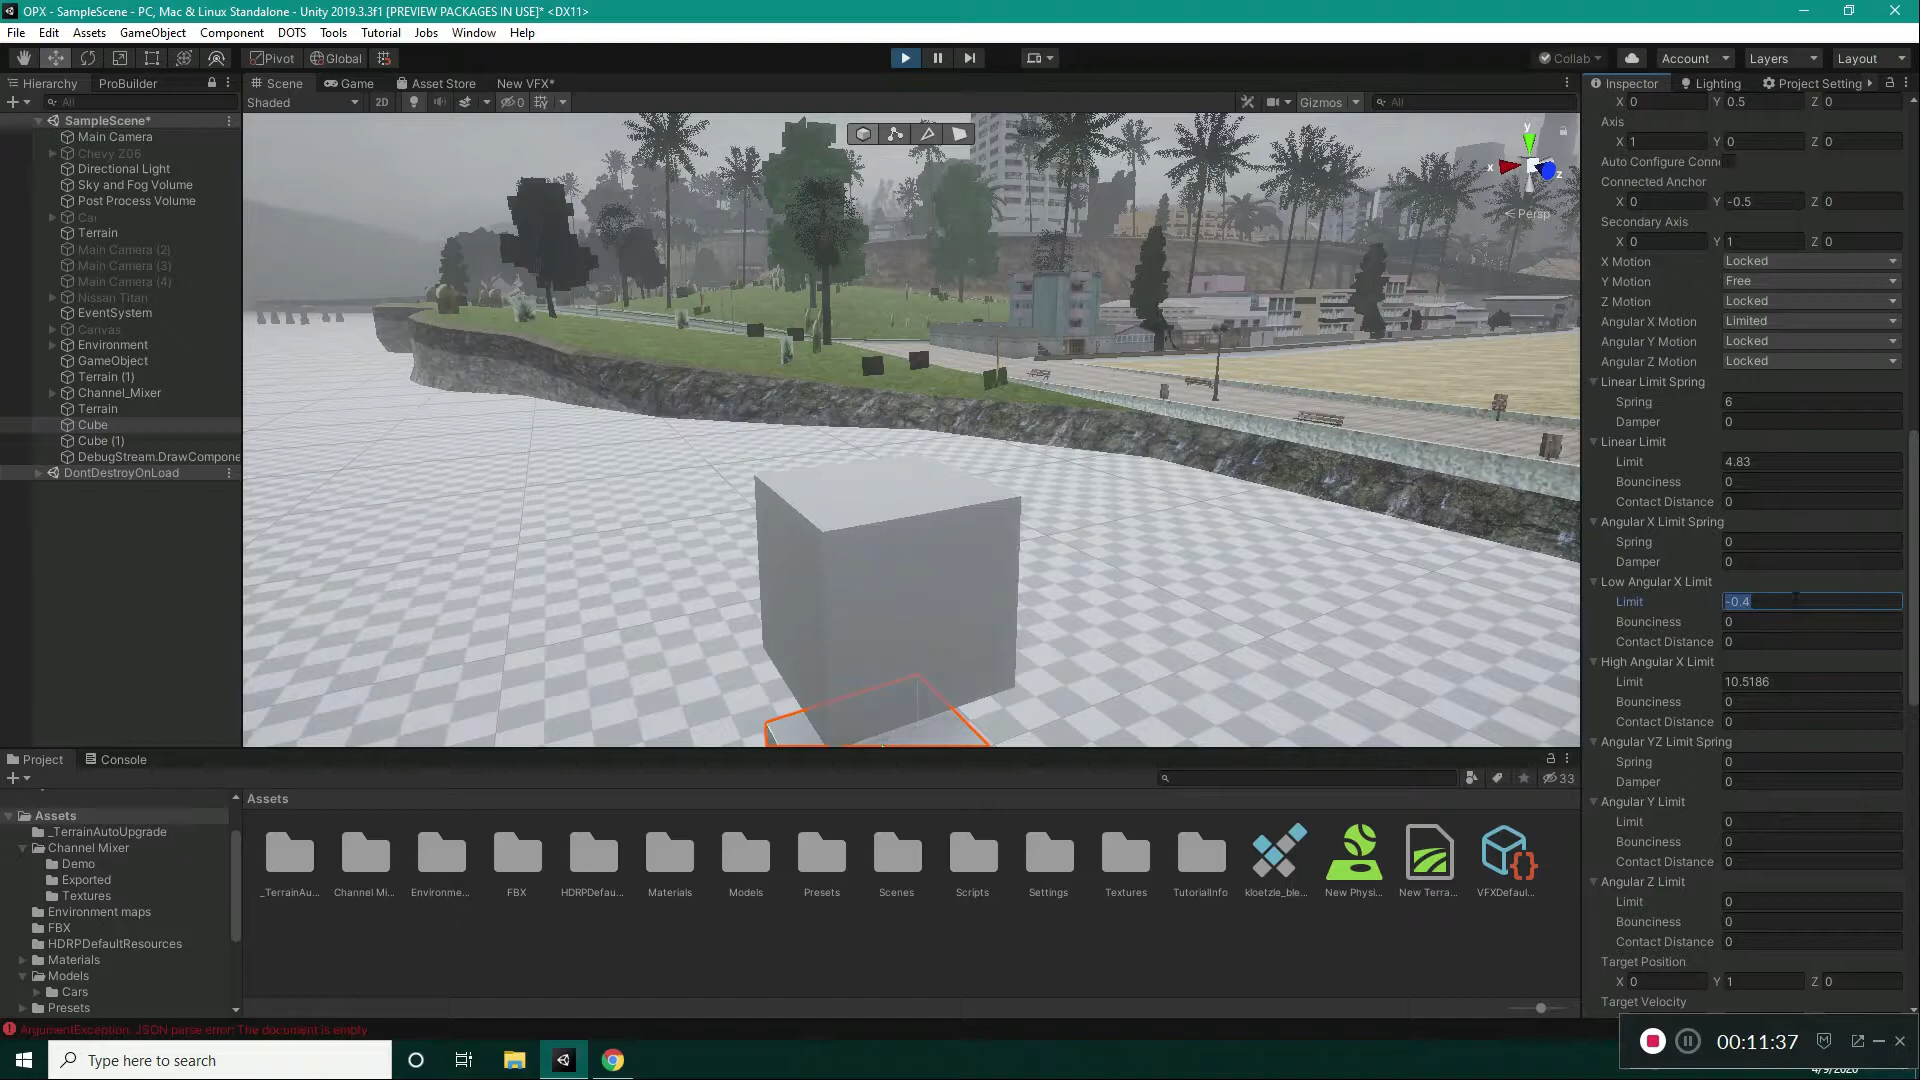 OPX - SampleScene - PC, Mac & Linux Standalone - Unity 2019.3.3f1 [PREVIEW PACKAGES IN USE]* <DX11>
File Edit Assets GameObject Component DOTS Tools Tutorial Jobs Window Help
Pivot Global Collab Account Layers Layout
Hierarchy ProBuilder Scene Game Asset Store New VFX* Inspector Lighting Project Setting
All Shaded 2D 0 Gizmos All
X 0 Y 0.5 Z 0
SampleScene*
Main Camera
Chevy Z06
Directional Light
Sky and Fog Volume
Post Process Volume
Car
Terrain
Main Camera (2)
Main Camera (3)
Main Camera (4)
Nissan Titan
EventSystem
Canvas
Environment
GameObject
Terrain (1)
Channel_Mixer
Terrain
Cube
Cube (1)
DebugStream.DrawCompone
DontDestroyOnLoad
y
x
z
Persp
Axis
X 1 Y 0 Z 0
Auto Configure Conn
Connected Anchor
X 0 Y -0.5 Z 0
Secondary Axis
X 0 Y 1 Z 0
X Motion Locked
Y Motion Free
Z Motion Locked
Angular X Motion Limited
Angular Y Motion Locked
Angular Z Motion Locked
Linear Limit Spring
Spring 6
Damper 0
Linear Limit
Limit 4.83
Bounciness 0
Contact Distance 0
Angular X Limit Spring
Spring 0
Damper 0
Low Angular X Limit
Limit -0.4
Bounciness 0
Contact Distance 0
High Angular X Limit
Limit 10.5186
Bounciness 0
Contact Distance 0
Angular YZ Limit Spring
Spring 0
Damper 0
Angular Y Limit
Limit 0
Bounciness 0
Contact Distance 0
Angular Z Limit
Limit 0
Bounciness 0
Contact Distance 0
Target Position
X 0 Y 1 Z 0
Target Velocity
Project Console
33
Assets
_TerrainAutoUpgrade
Channel Mixer
Demo
Exported
Textures
Environment maps
FBX
HDRPDefaultResources
Materials
Models
Cars
Presets
Assets
_TerrainAu... Channel Mi... Environme... FBX HDRPDefau... Materials Models Presets Scenes Scripts Settings Textures TutorialInfo kloetzle_ble... New Physi... New Terra... VFXDefaul...
ArgumentException: JSON parse error: The document is empty
Type here to search
00:11:37
4/9/2020